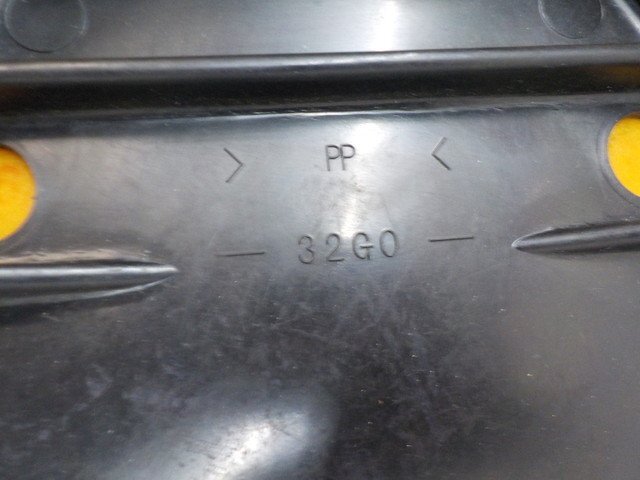 > PP <
— 32G0 —